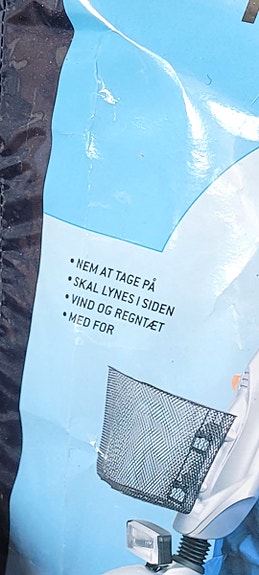 • NEM AT TAGE PÅ
• SKAL LYNES I SIDEN
• VIND OG REGNTÆT
• MED FOR